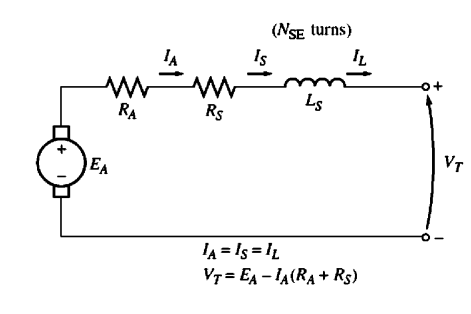 (N_SE turns)
I_A I_S I_L
R_A R_S L_S
+
+
E_A
−
V_T
−
I_A = I_S = I_L
V_T = E_A − I_A(R_A + R_S)